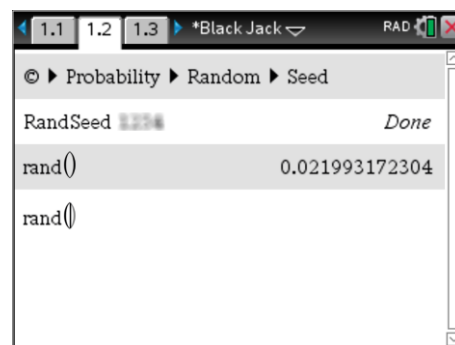 1.1 1.2 1.3 *Black Jack RAD
© ▶ Probability ▶ Random ▶ Seed
RandSeed Done
rand() 0.021993172304
rand()